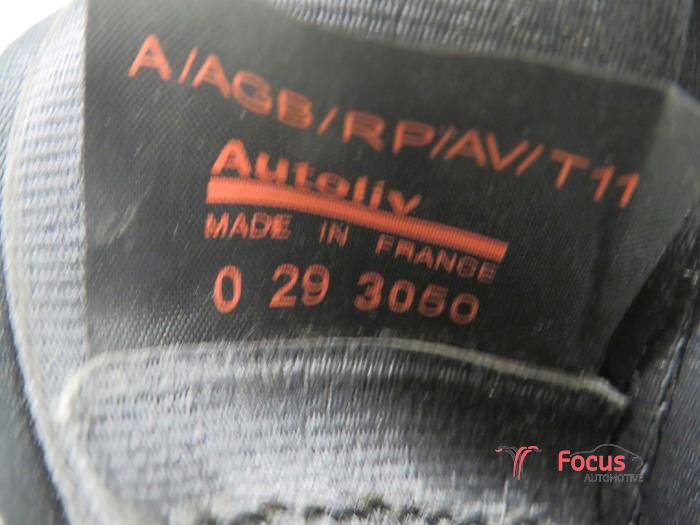 A/AGB/RP/AV/T11
Autoliv
MADE IN FRANCE
0 29 3050
Focus
AUTOMOTIVE